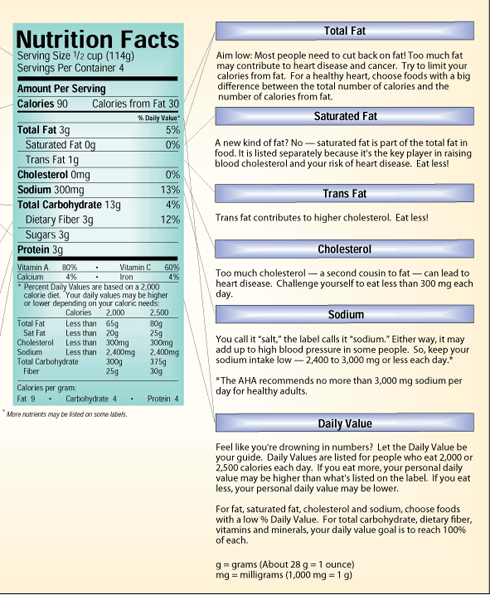 Nutrition Facts
Serving Size 1/2 cup (114g)
Servings Per Container 4
Amount Per Serving
Calories 90 Calories from Fat 30
% Daily Value*
Total Fat 3g 5%
Saturated Fat 0g 0%
Trans Fat 1g
Cholesterol 0mg 0%
Sodium 300mg 13%
Total Carbohydrate 13g 4%
Dietary Fiber 3g 12%
Sugars 3g
Protein 3g
Vitamin A 80% • Vitamin C 60%
Calcium 4% • Iron 4%
* Percent Daily Values are based on a 2,000
calorie diet. Your daily values may be higher
or lower depending on your caloric needs:
Calories 2,000 2,500
Total Fat Less than 65g 80g
Sat Fat Less than 20g 25g
Cholesterol Less than 300mg 300mg
Sodium Less than 2,400mg 2,400mg
Total Carbohydrate 300g 375g
Fiber 25g 30g
Calories per gram:
Fat 9 • Carbohydrate 4 • Protein 4
* More nutrients may be listed on some labels.
Total Fat
Aim low: Most people need to cut back on fat! Too much fat
may contribute to heart disease and cancer. Try to limit your
calories from fat. For a healthy heart, choose foods with a big
difference between the total number of calories and the
number of calories from fat.
Saturated Fat
A new kind of fat? No — saturated fat is part of the total fat in
food. It is listed separately because it's the key player in raising
blood cholesterol and your risk of heart disease. Eat less!
Trans Fat
Trans fat contributes to higher cholesterol. Eat less!
Cholesterol
Too much cholesterol — a second cousin to fat — can lead to
heart disease. Challenge yourself to eat less than 300 mg each
day.
Sodium
You call it “salt,” the label calls it “sodium.” Either way, it may
add up to high blood pressure in some people. So, keep your
sodium intake low — 2,400 to 3,000 mg or less each day.*
*The AHA recommends no more than 3,000 mg sodium per
day for healthy adults.
Daily Value
Feel like you're drowning in numbers? Let the Daily Value be
your guide. Daily Values are listed for people who eat 2,000 or
2,500 calories each day. If you eat more, your personal daily
value may be higher than what's listed on the label. If you eat
less, your personal daily value may be lower.
For fat, saturated fat, cholesterol and sodium, choose foods
with a low % Daily Value. For total carbohydrate, dietary fiber,
vitamins and minerals, your daily value goal is to reach 100%
of each.
g = grams (About 28 g = 1 ounce)
mg = milligrams (1,000 mg = 1 g)